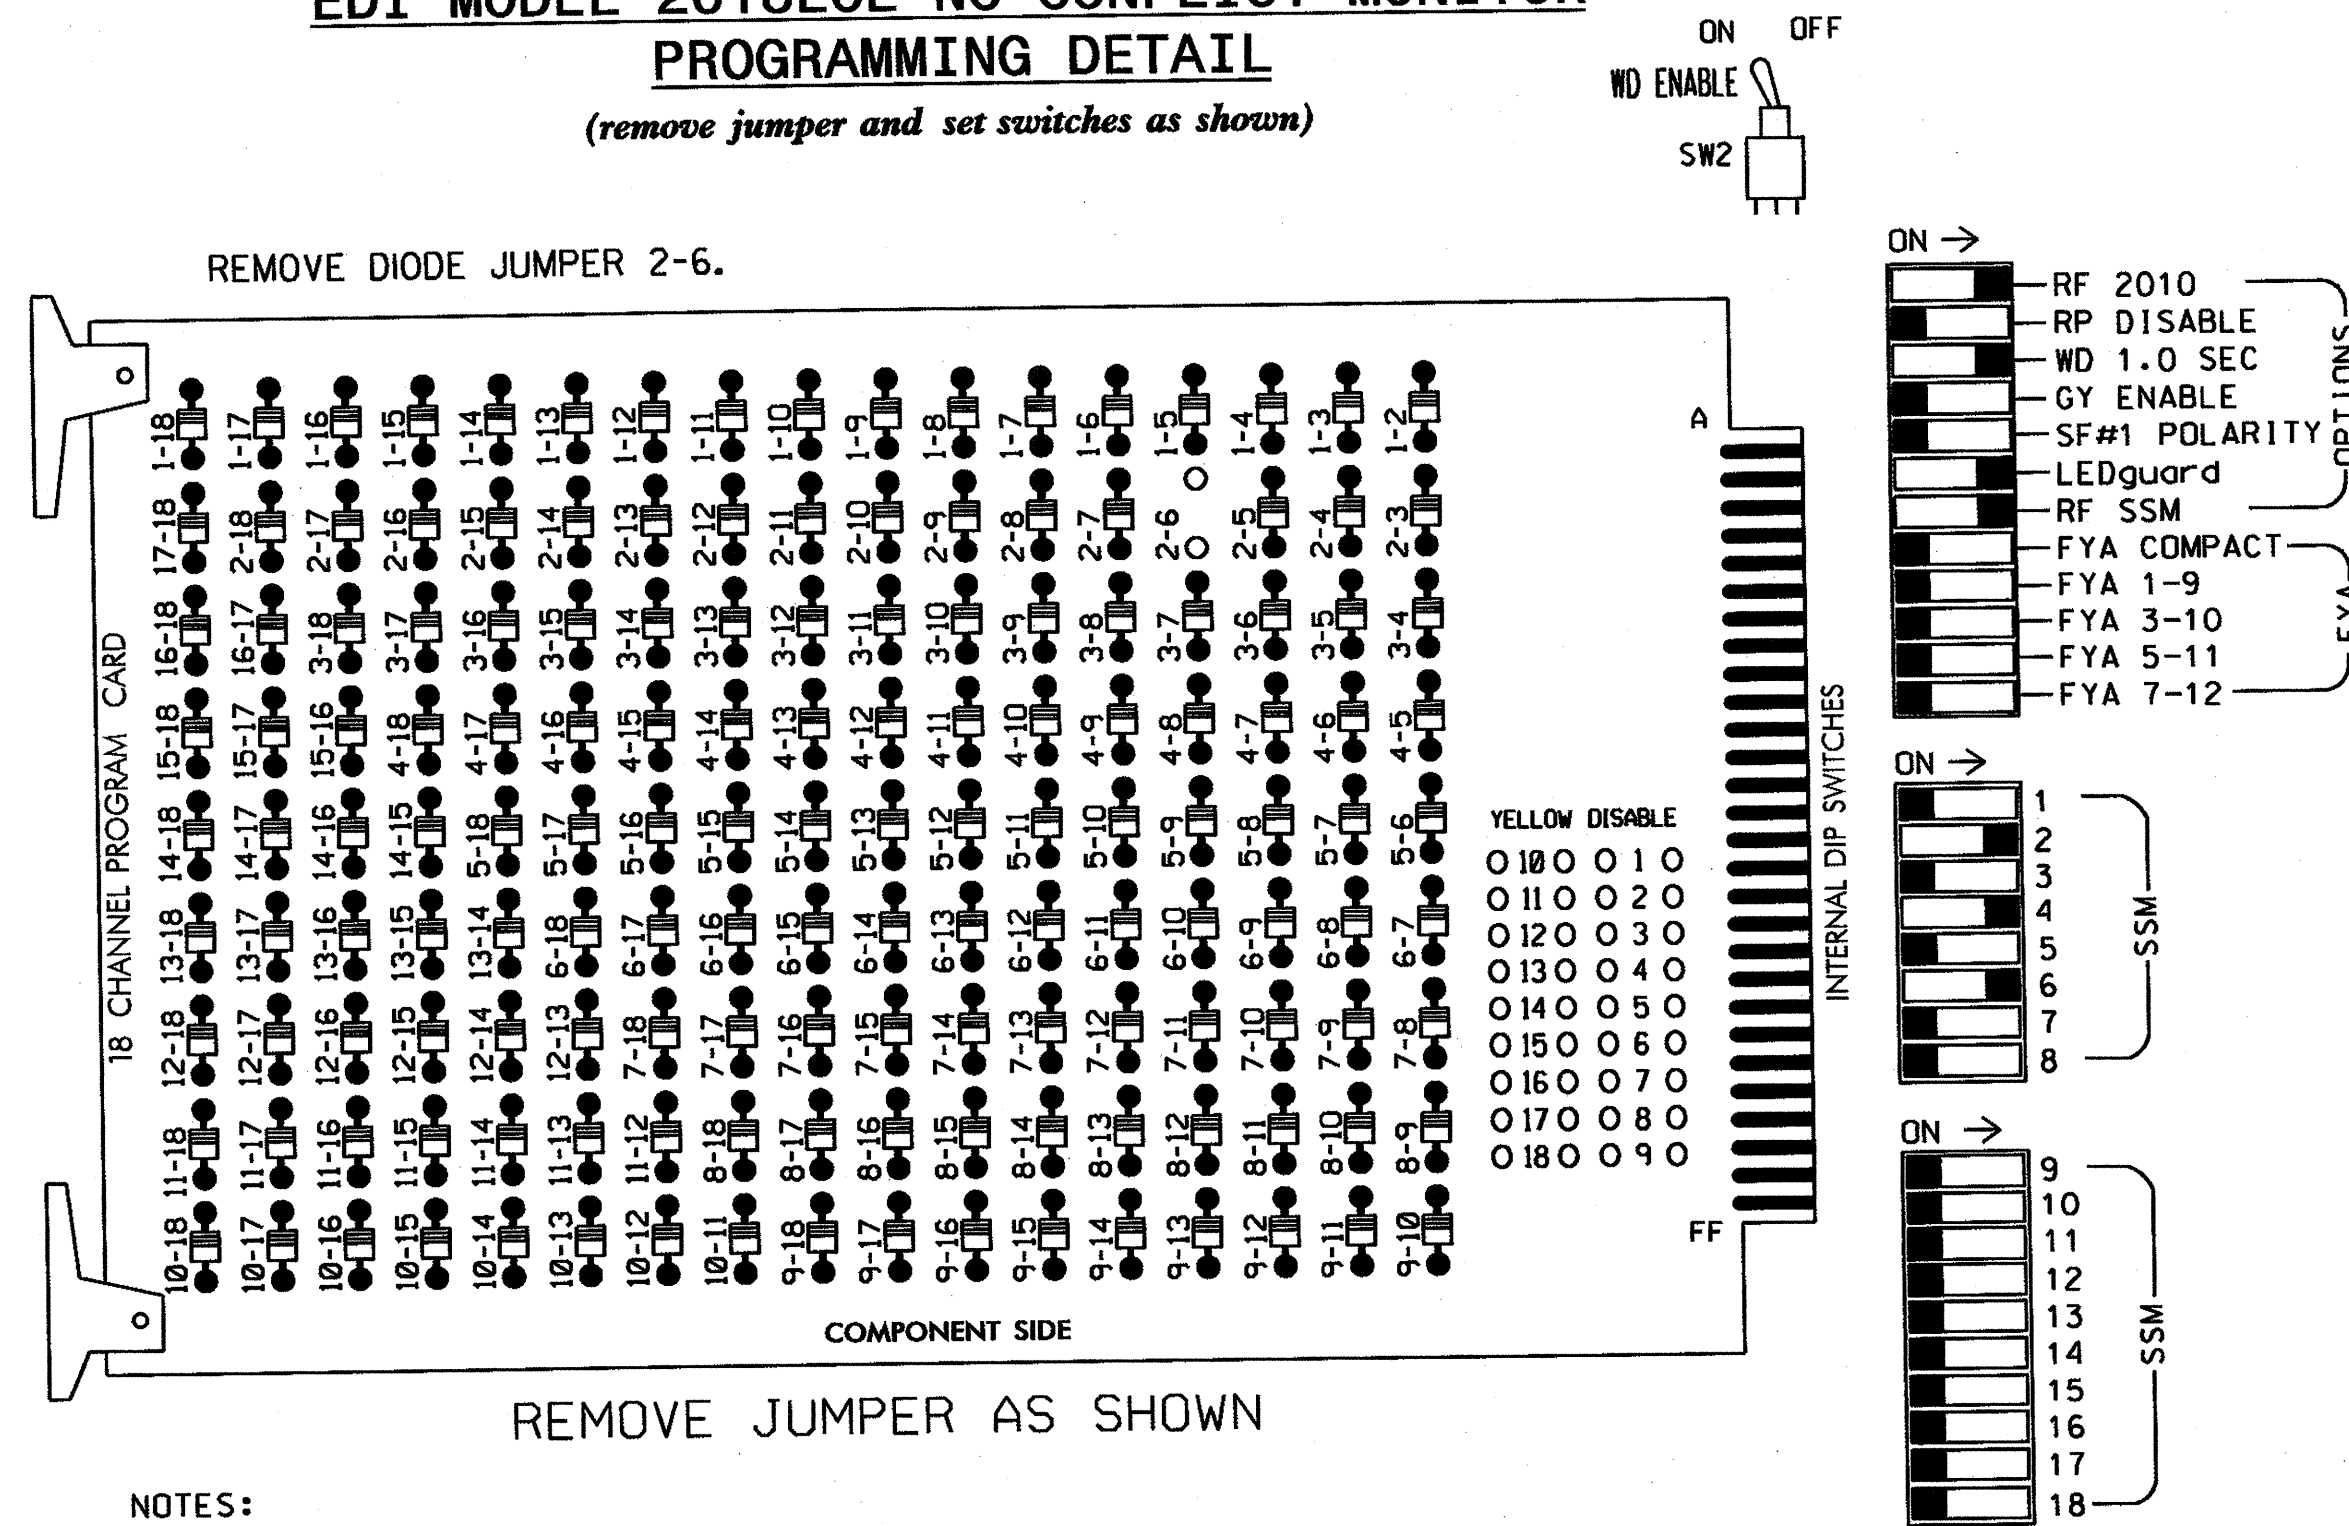 PROGRAMMING DETAIL
(remove jumper and set switches as shown)
ON OFF
WD ENABLE
SW2
REMOVE DIODE JUMPER 2-6.
18 CHANNEL PROGRAM CARD
1-18 1-17 1-16 1-15 1-14 1-13 1-12 1-11 1-10 1-9 1-8 1-7 1-6 1-5 1-4 1-3 1-2
17-18 2-18 2-17 2-16 2-15 2-14 2-13 2-12 2-11 2-10 2-9 2-8 2-7 2-6 2-5 2-4 2-3
16-18 16-17 3-18 3-17 3-16 3-15 3-14 3-13 3-12 3-11 3-10 3-9 3-8 3-7 3-6 3-5 3-4
15-18 15-17 15-16 4-18 4-17 4-16 4-15 4-14 4-13 4-12 4-11 4-10 4-9 4-8 4-7 4-6 4-5
14-18 14-17 14-16 14-15 5-18 5-17 5-16 5-15 5-14 5-13 5-12 5-11 5-10 5-9 5-8 5-7 5-6
13-18 13-17 13-16 13-15 13-14 6-18 6-17 6-16 6-15 6-14 6-13 6-12 6-11 6-10 6-9 6-8 6-7
12-18 12-17 12-16 12-15 12-14 12-13 7-18 7-17 7-16 7-15 7-14 7-13 7-12 7-11 7-10 7-9 7-8
11-18 11-17 11-16 11-15 11-14 11-13 11-12 8-18 8-17 8-16 8-15 8-14 8-13 8-12 8-11 8-10 8-9
10-18 10-17 10-16 10-15 10-14 10-13 10-12 10-11 9-18 9-17 9-16 9-15 9-14 9-13 9-12 9-11 9-10
A
YELLOW DISABLE
10 1
11 2
12 3
13 4
14 5
15 6
16 7
17 8
18 9
FF
COMPONENT SIDE
INTERNAL DIP SWITCHES
ON →
RF 2010
RP DISABLE
WD 1.0 SEC
GY ENABLE
SF#1 POLARITY
LEDguard
RF SSM
OPTIONS
FYA COMPACT
FYA 1-9
FYA 3-10
FYA 5-11
FYA 7-12
FYA
ON →
1
2
3
4
5
6
7
8
SSM
ON →
9
10
11
12
13
14
15
16
17
18
SSM
REMOVE JUMPER AS SHOWN
NOTES: